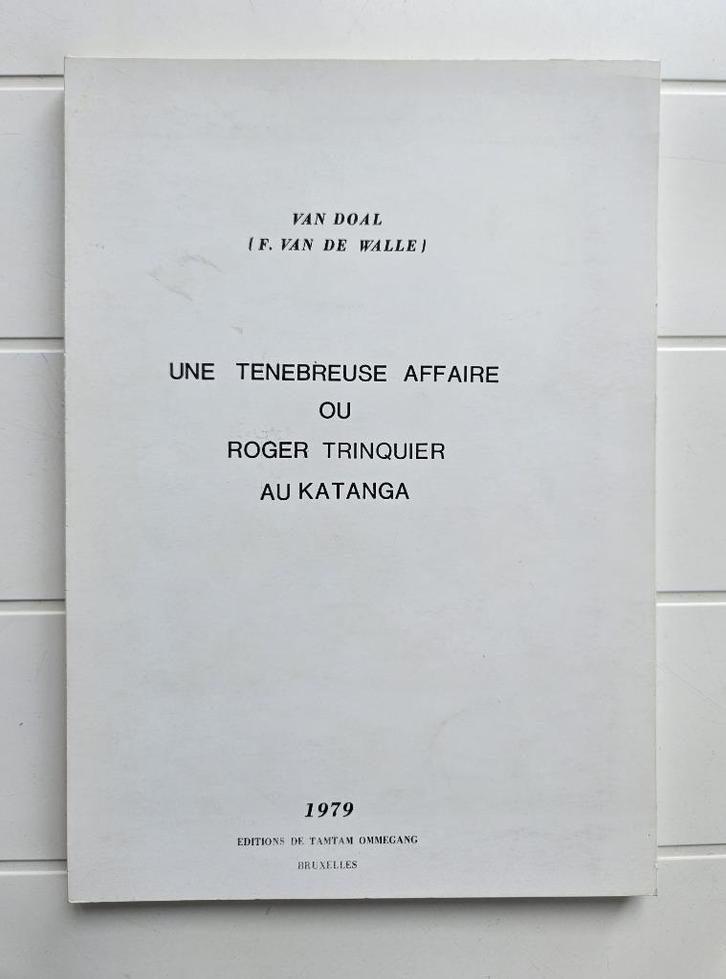 VAN DOAL
(F. VAN DE WALLE)
UNE TENEBREUSE AFFAIRE
OU
ROGER TRINQUIER
AU KATANGA
1979
EDITIONS DE TAMTAM OMMEGANG
BRUXELLES